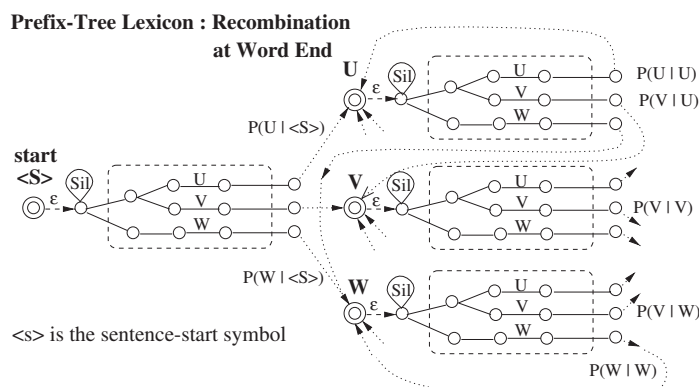 Prefix-Tree Lexicon : Recombination
at Word End
U
Sil
ε
U
V
W
P(U | U)
P(V | U)
P(U | <S>)
start
<S>
ε
Sil
U
V
W
V
ε
Sil
U
V
W
P(V | V)
P(W | <S>)
W
ε
Sil
U
V
W
P(V | W)
P(W | W)
<s> is the sentence-start symbol